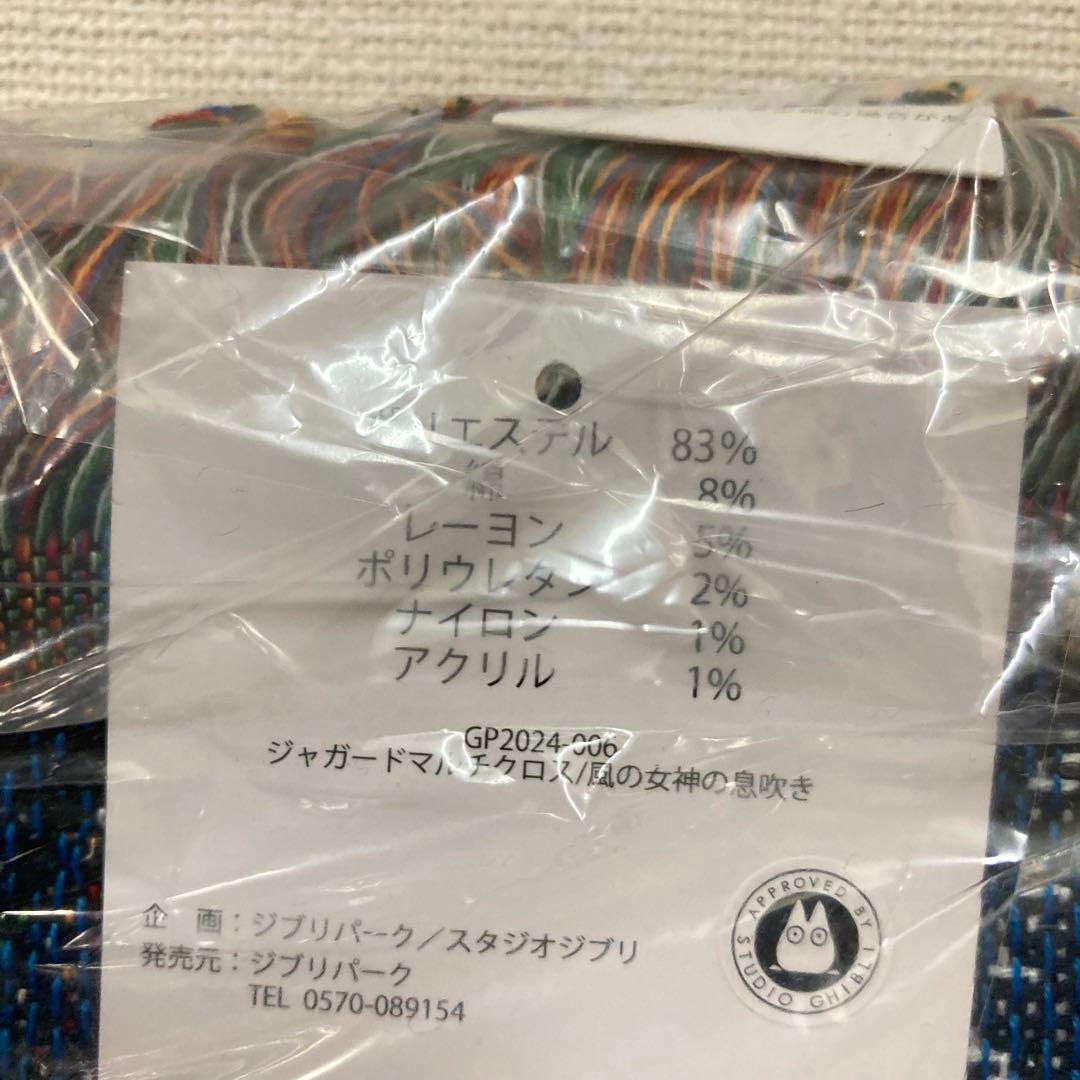 ポリエステル 83%
綿 8%
レーヨン 5%
ポリウレタン 2%
ナイロン 1%
アクリル 1%
GP2024-006
ジャガードマルチクロス/風の女神の息吹き
企 画：ジブリパーク／スタジオジブリ
発売元：ジブリパーク
TEL 0570-089154
APPROVED BY STUDIO GHIBLI